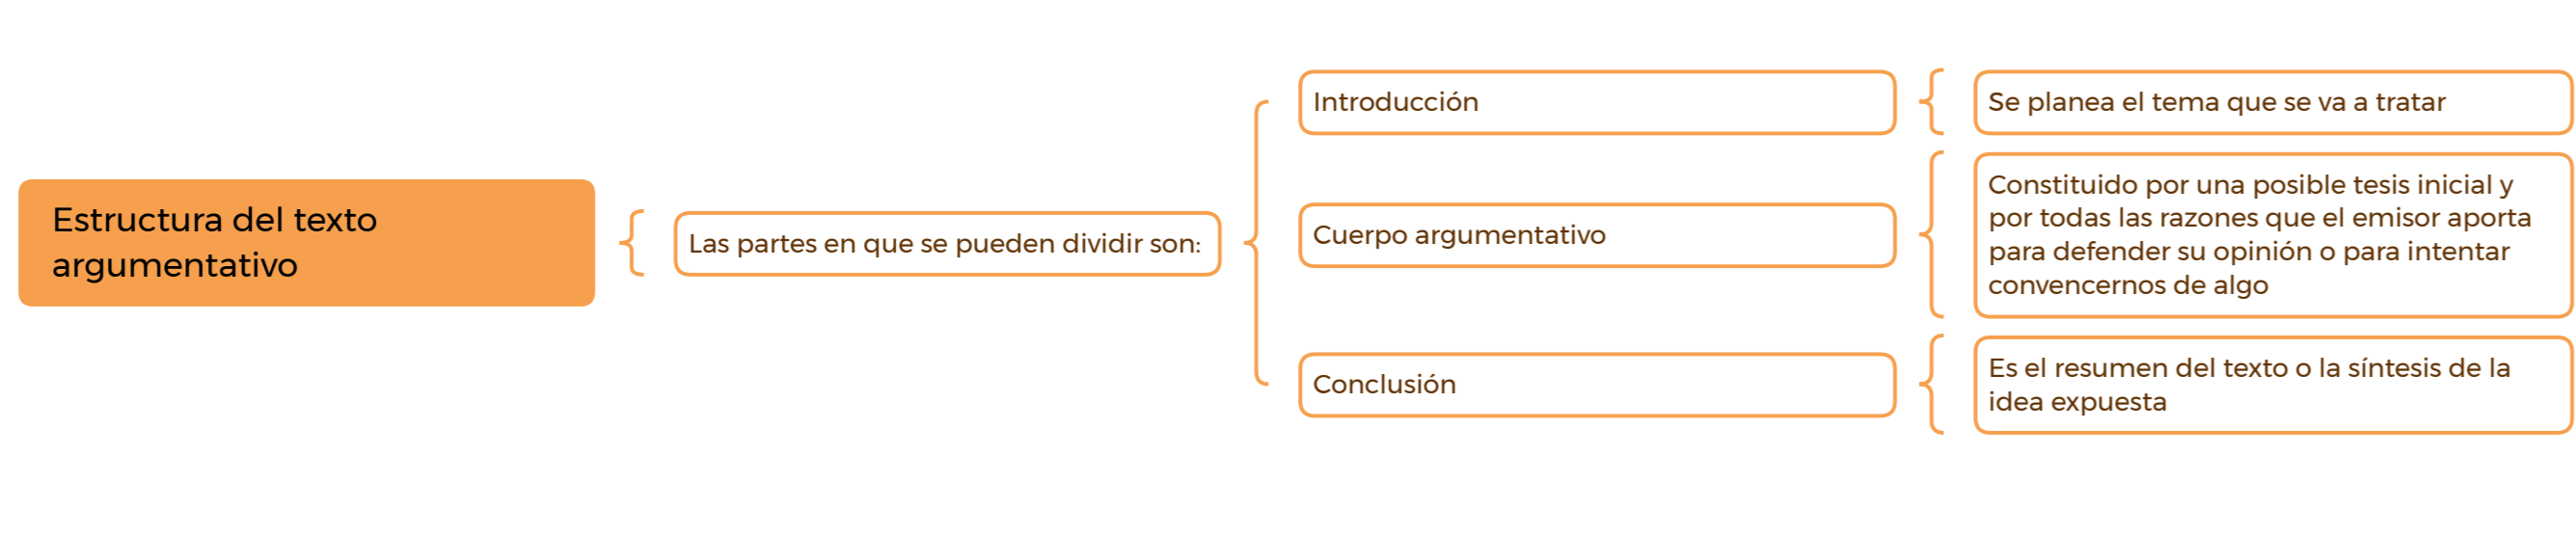 Estructura del texto
argumentativo
Las partes en que se pueden dividir son:
Introducción
Se planea el tema que se va a tratar
Cuerpo argumentativo
Constituido por una posible tesis inicial y
por todas las razones que el emisor aporta
para defender su opinión o para intentar
convencernos de algo
Conclusión
Es el resumen del texto o la síntesis de la
idea expuesta